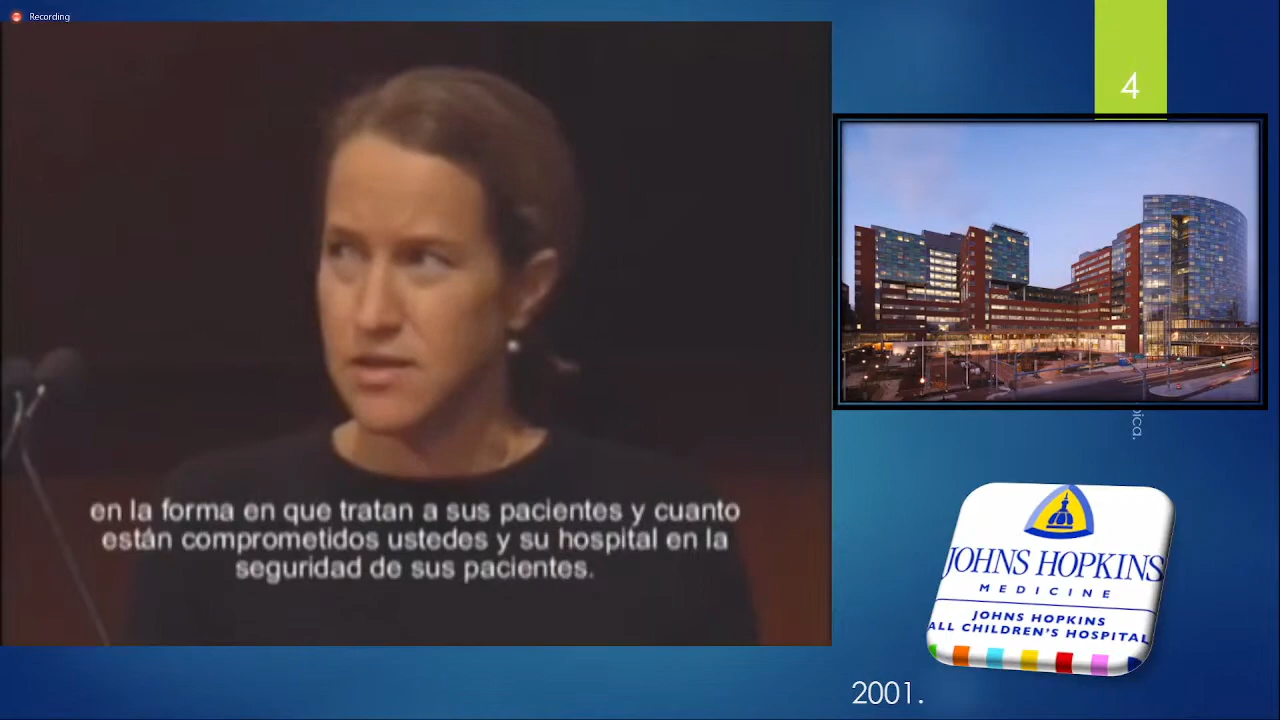 Recording
4
en la forma en que tratan a sus pacientes y cuanto
están comprometidos ustedes y su hospital en la
seguridad de sus pacientes.
JOHNS HOPKINS
MEDICINE
JOHNS HOPKINS
ALL CHILDREN'S HOSPITAL
2001.